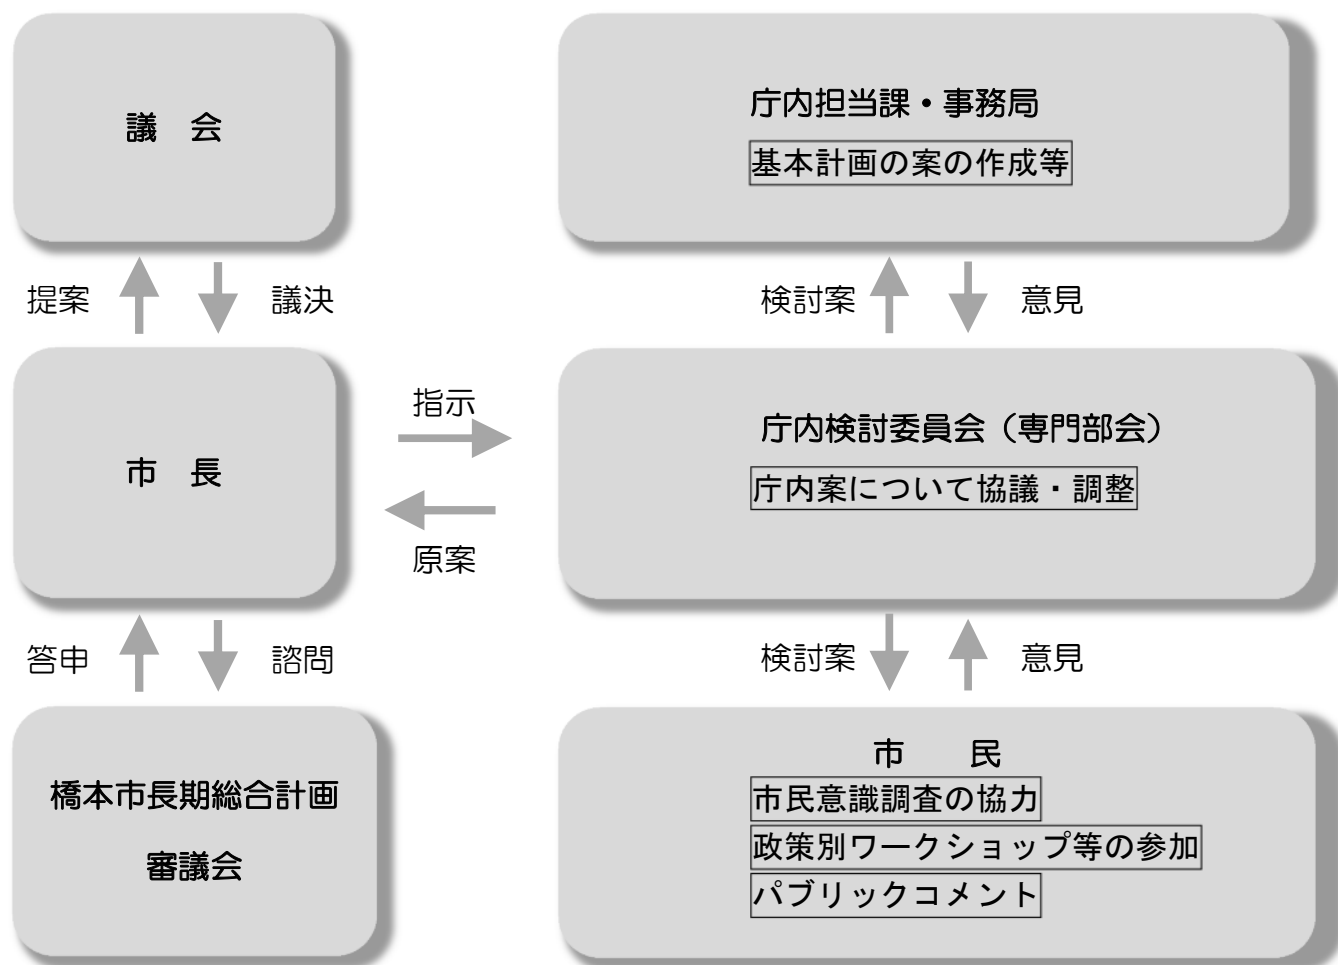 議　会
庁内担当課・事務局
基本計画の案の作成等
提案
議決
検討案
意見
市　長
指示
原案
庁内検討委員会（専門部会）
庁内案について協議・調整
答申
諮問
検討案
意見
橋本市長期総合計画
審議会
市　　民
市民意識調査の協力
政策別ワークショップ等の参加
パブリックコメント